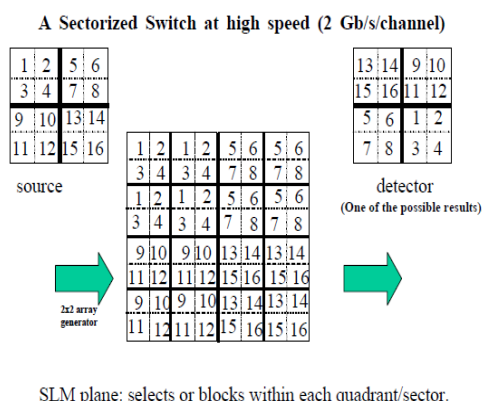 A Sectorized Switch at high speed (2 Gb/s/channel)
1 2 5 6
3 4 7 8
9 10 13 14
11 12 15 16
source
13 14 9 10
15 16 11 12
5 6 1 2
7 8 3 4
detector
(One of the possible results)
1 2 1 2 5 6 5 6
3 4 3 4 7 8 7 8
1 2 1 2 5 6 5 6
3 4 3 4 7 8 7 8
9 10 9 10 13 14 13 14
11 12 11 12 15 16 15 16
9 10 9 10 13 14 13 14
11 12 11 12 15 16 15 16
2x2 array
generator
SLM plane: selects or blocks within each quadrant/sector.